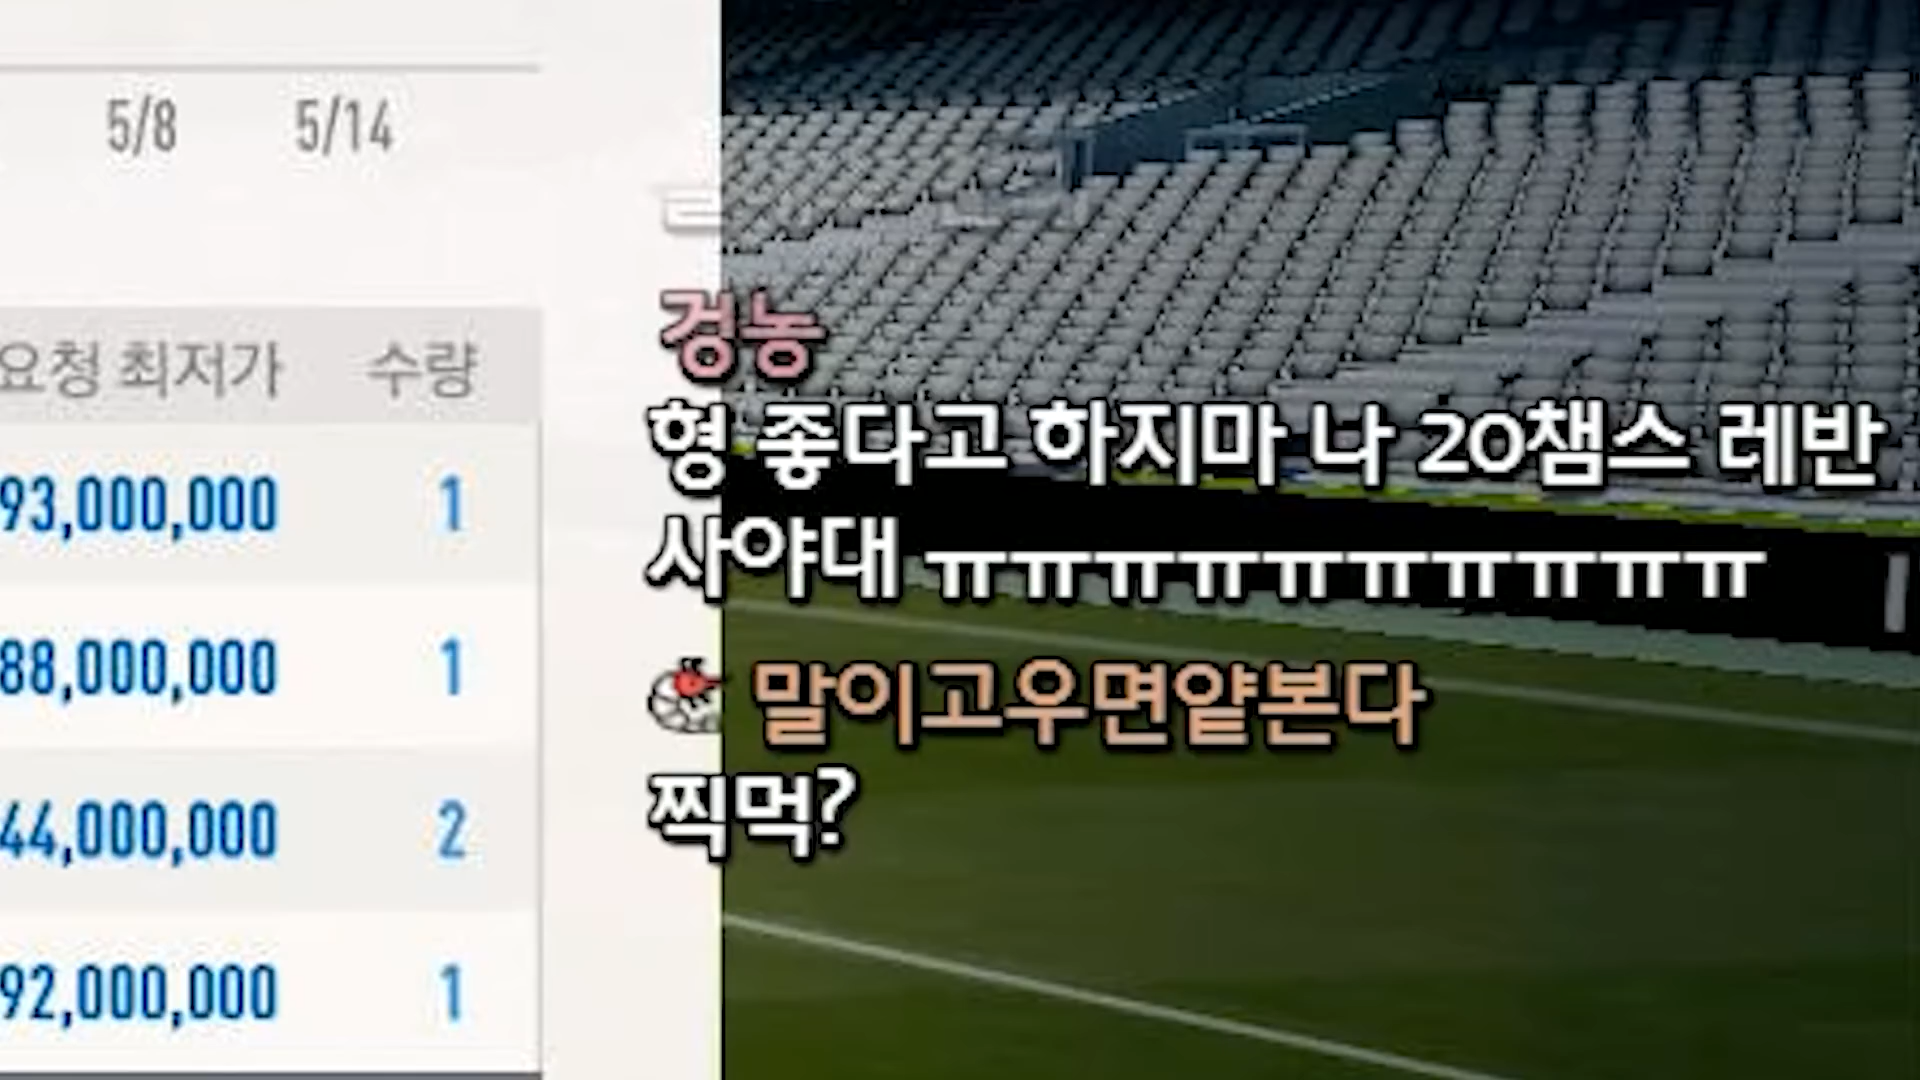 5/8 5/14
요청 최저가 수량
93,000,000 1
88,000,000 1
44,000,000 2
92,000,000 1
겅농
형 좋다고 하지마 나 20챔스 레반
사야대 ㅠㅠㅠㅠㅠㅠㅠㅠㅠㅠ
말이고우면얕본다
찍먹?